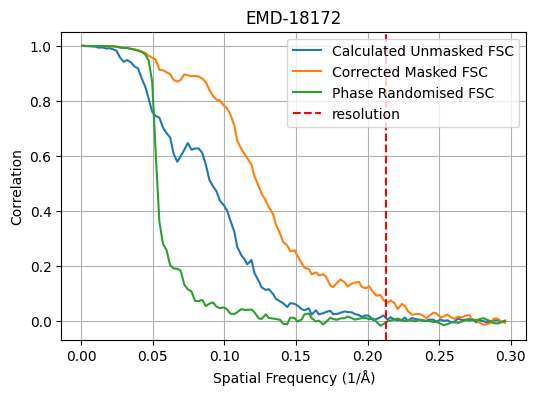 EMD-18172
Calculated Unmasked FSC
Corrected Masked FSC
Phase Randomised FSC
resolution
Correlation
1.0
0.8
0.6
0.4
0.2
0.0
0.00 0.05 0.10 0.15 0.20 0.25 0.30
Spatial Frequency (1/Å)